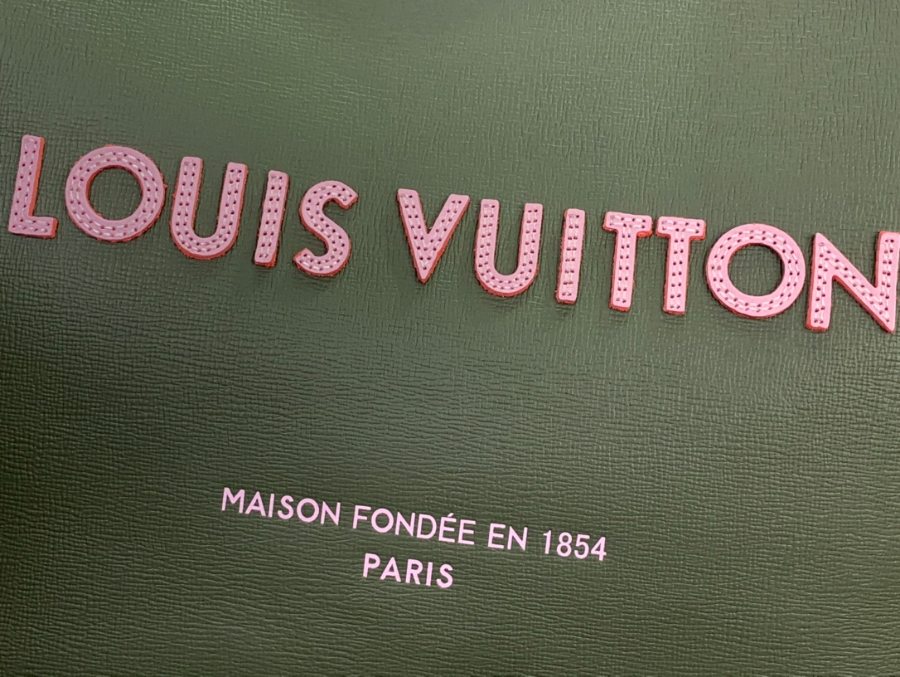 LOUIS VUITTON
MAISON FONDÉE EN 1854
PARIS